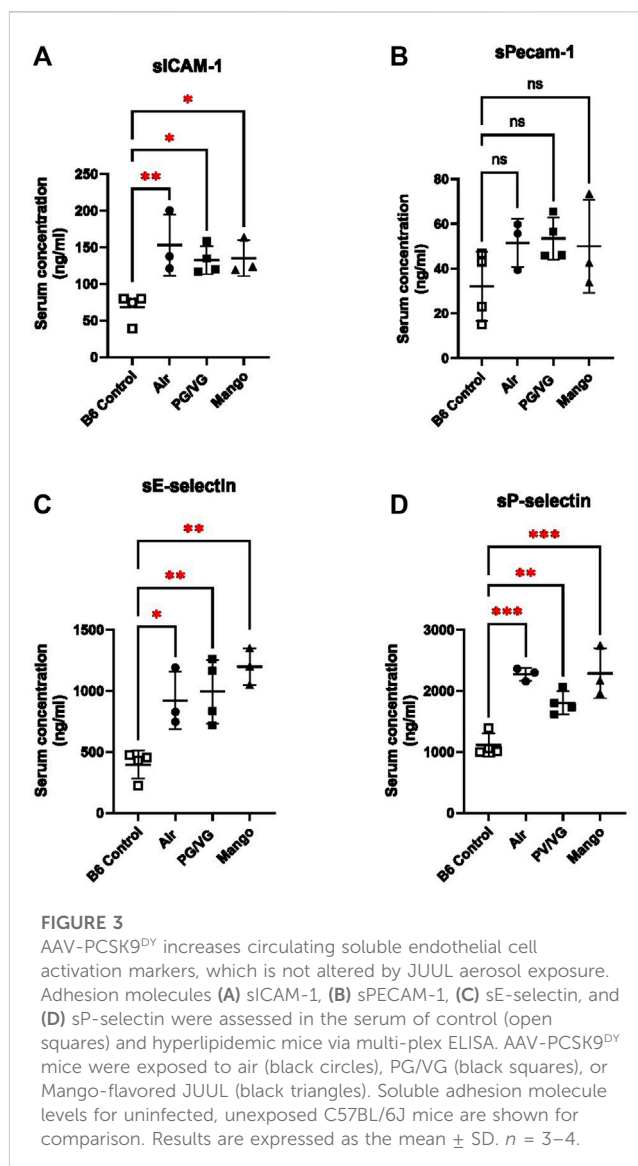 A
sICAM-1
*
*
**
Serum concentration
(ng/ml)
250
200
150
100
50
0
B6 Control
Air
PG/VG
Mango
B
sPecam-1
ns
ns
ns
Serum concentration
(ng/ml)
80
60
40
20
0
B6 Control
Air
PG/VG
Mango
C
sE-selectin
**
**
*
Serum concentration
(ng/ml)
1500
1000
500
0
B6 Control
Air
PG/VG
Mango
D
sP-selectin
***
**
***
Serum concentration
(ng/ml)
3000
2000
1000
0
B6 Control
Air
PV/VG
Mango
FIGURE 3
AAV-PCSK9ᴰʸ increases circulating soluble endothelial cell
activation markers, which is not altered by JUUL aerosol exposure.
Adhesion molecules (A) sICAM-1, (B) sPECAM-1, (C) sE-selectin, and
(D) sP-selectin were assessed in the serum of control (open
squares) and hyperlipidemic mice via multi-plex ELISA. AAV-PCSK9ᴰʸ
mice were exposed to air (black circles), PG/VG (black squares), or
Mango-flavored JUUL (black triangles). Soluble adhesion molecule
levels for uninfected, unexposed C57BL/6J mice are shown for
comparison. Results are expressed as the mean ± SD. n = 3–4.